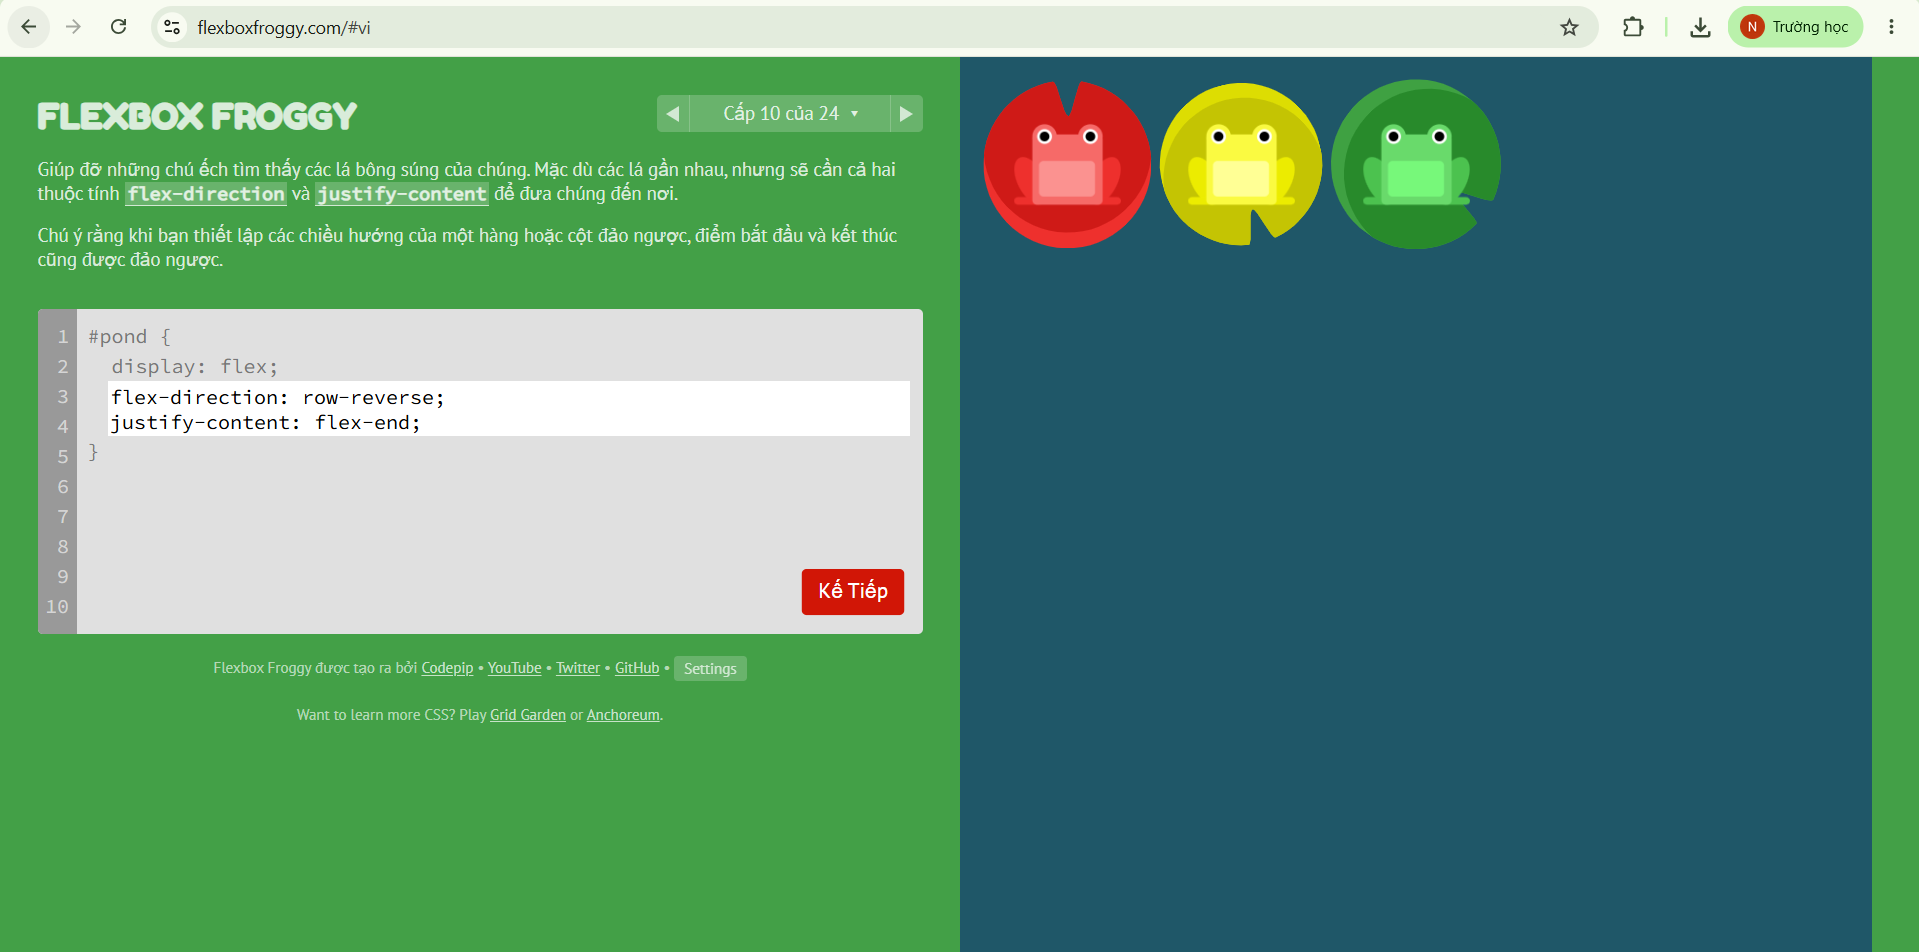 flexboxfroggy.com/#vi
N Trường học
FLEXBOX FROGGY
Cấp 10 của 24
Giúp đỡ những chú ếch tìm thấy các lá bông súng của chúng. Mặc dù các lá gần nhau, nhưng sẽ cần cả hai
thuộc tính flex-direction và justify-content để đưa chúng đến nơi.
Chú ý rằng khi bạn thiết lập các chiều hướng của một hàng hoặc cột đảo ngược, điểm bắt đầu và kết thúc
cũng được đảo ngược.
1 #pond {
2 display: flex;
3 flex-direction: row-reverse;
4 justify-content: flex-end;
5 }
6
7
8
9
10
Kế Tiếp
Flexbox Froggy được tạo ra bởi Codepip • YouTube • Twitter • GitHub • Settings
Want to learn more CSS? Play Grid Garden or Anchoreum.